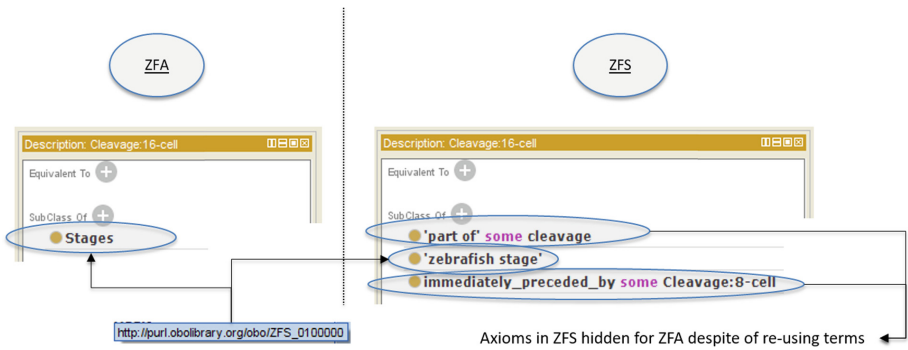 ZFA
ZFS
Description: Cleavage:16-cell
Equivalent To
SubClass Of
Stages
Description: Cleavage:16-cell
Equivalent To
SubClass Of
'part of' some cleavage
'zebrafish stage'
immediately_preceded_by some Cleavage:8-cell
http://purl.obolibrary.org/obo/ZFS_0100000
Axioms in ZFS hidden for ZFA despite of re-using terms